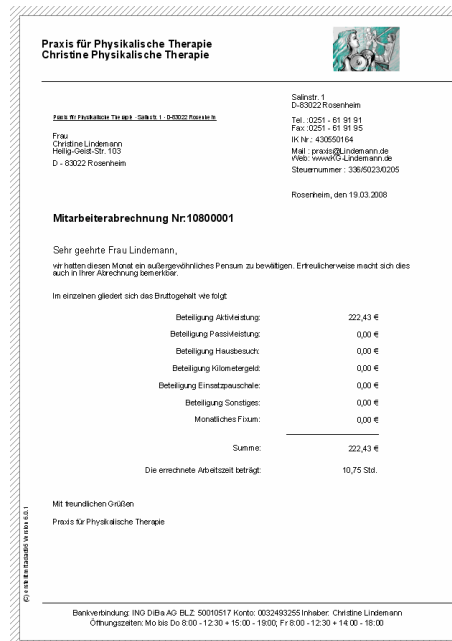 Praxis für Physikalische Therapie
Christine Physikalische Therapie
Salinstr. 1
D-83022 Rosenheim
Praxis für Physikalische Therapie - Salinstr. 1 - D-83022 Rosenheim
Tel. :0251 - 61 91 91
Fax :0251 - 61 91 95
Frau
Christine Lindemann
Heilig-Geist-Str. 103
D - 83022 Rosenheim
IK Nr.: 430550164
Mail : praxis@Lindemann.de
Web: www.KG-Lindemann.de
Steuernummer : 336/5023/0205
Rosenheim, den 19.03.2008
Mitarbeiterabrechnung Nr:10800001
Sehr geehrte Frau Lindemann,
wir hatten diesen Monat ein außergewöhnliches Pensum zu bewältigen. Erfreulicherweise macht sich dies
auch in Ihrer Abrechnung bemerkbar.
Im einzelnen gliedert sich das Bruttogehalt wie folgt
Beteiligung Aktivleistung: 222,43 €
Beteiligung Passivleistung: 0,00 €
Beteiligung Hausbesuch: 0,00 €
Beteiligung Kilometergeld: 0,00 €
Beteiligung Einsatzpauschale: 0,00 €
Beteiligung Sonstiges: 0,00 €
Monatliches Fixum: 0,00 €
Summe: 222,43 €
Die errechnete Arbeitszeit beträgt: 10,75 Std.
Mit freundlichen Grüßen
Praxis für Physikalische Therapie
Bankverbindung: ING DiBa AG BLZ: 50010517 Konto: 0032493255 Inhaber: Christine Lindemann
Öffnungszeiten: Mo bis Do 8:00 - 12:30 + 15:00 - 19:00; Fr 8:00 - 12:30 + 14:00 - 18:00